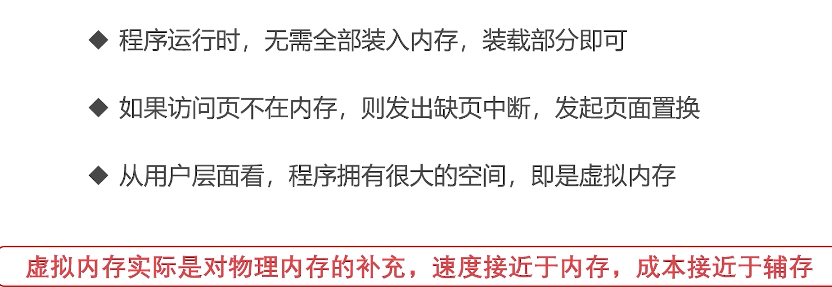 ◆ 程序运行时，无需全部装入内存，装载部分即可
◆ 如果访问页不在内存，则发出缺页中断，发起页面置换
◆ 从用户层面看，程序拥有很大的空间，即是虚拟内存
虚拟内存实际是对物理内存的补充，速度接近于内存，成本接近于辅存